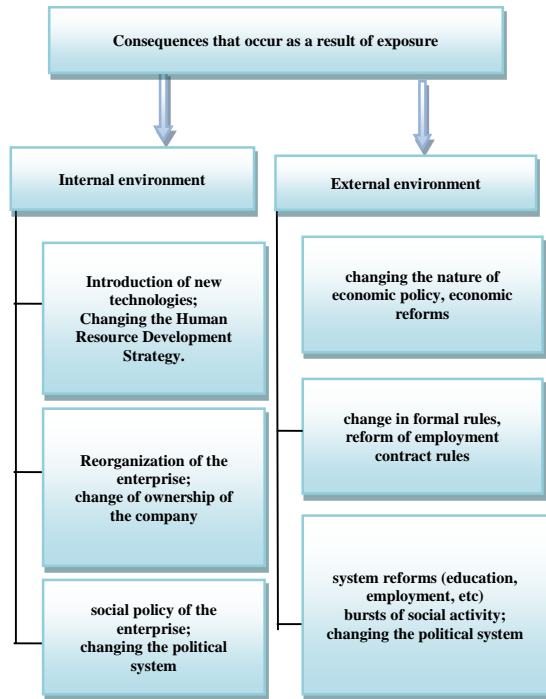 Consequences that occur as a result of exposure
Internal environment
Introduction of new
technologies;
Changing the Human
Resource Development
Strategy.
Reorganization of the
enterprise;
change of ownership of
the company
social policy of the
enterprise;
changing the political
system
External environment
changing the nature of
economic policy, economic
reforms
change in formal rules,
reform of employment
contract rules
system reforms (education,
employment, etc)
bursts of social activity;
changing the political system